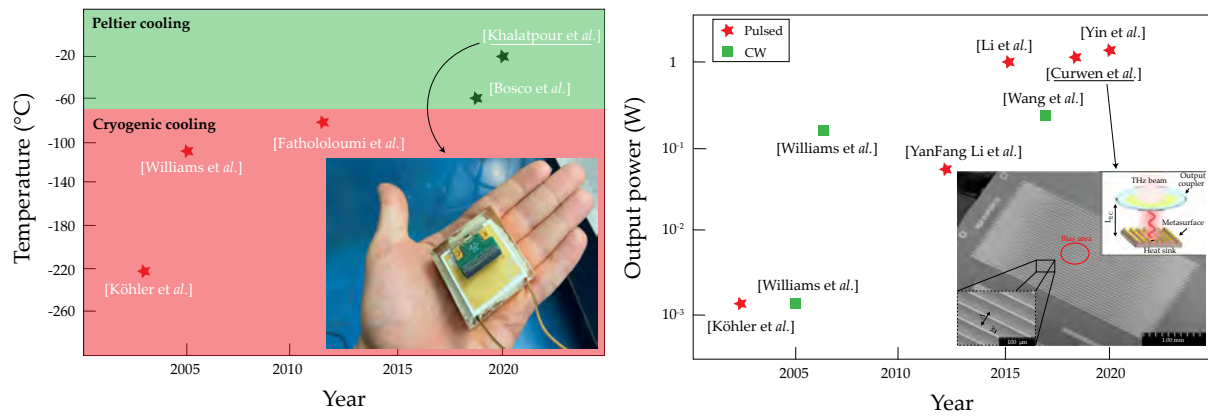 Peltier cooling
[Khalatpour et al.]
[Bosco et al.]
Cryogenic cooling
[Fathololoumi et al.]
[Williams et al.]
[Köhler et al.]
Temperature (°C)
-20
-60
-100
-140
-180
-220
-260
2005
2010
2015
2020
Year
Pulsed
CW
[Li et al.]
[Yin et al.]
[Curwen et al.]
[Wang et al.]
[Williams et al.]
[YanFang Li et al.]
[Williams et al.]
[Köhler et al.]
Output power (W)
1
10-1
10-2
10-3
THz beam
Output
coupler
Metasurface
Heat sink
Bias area
100 µm
1.00 mm
2005
2010
2015
2020
Year